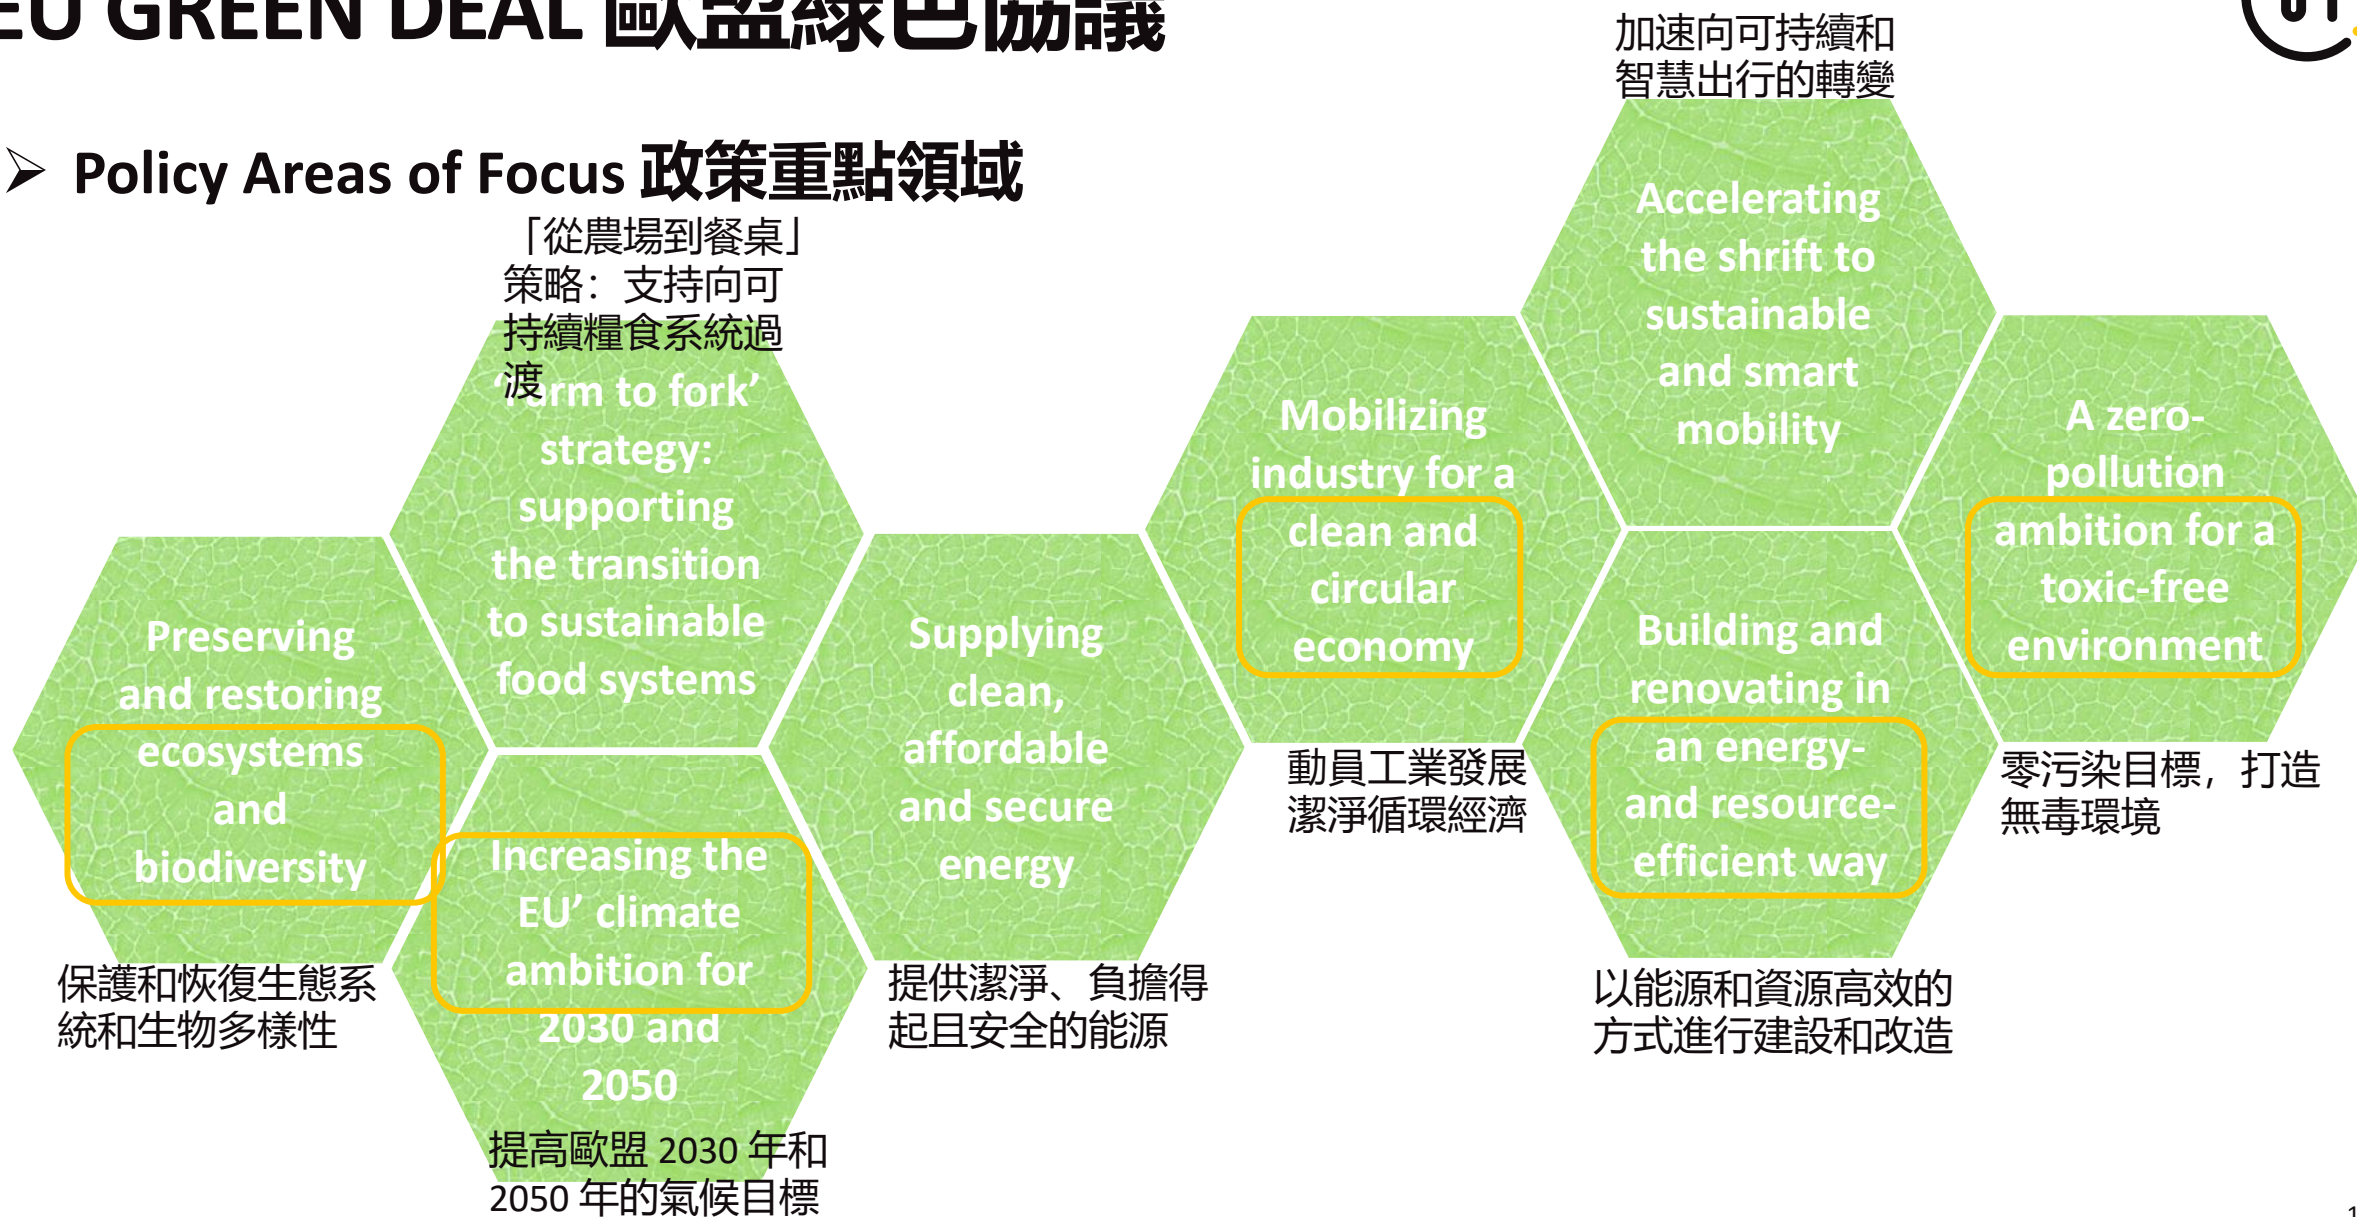 EU GREEN DEAL 歐盟綠色協議
➢ Policy Areas of Focus 政策重點領域
「從農場到餐桌」
策略：支持向可
持續糧食系統過
渡
'Farm to fork'
strategy:
supporting
the transition
to sustainable
food systems
Preserving
and restoring
ecosystems
and
biodiversity
保護和恢復生態系
統和生物多樣性
Increasing the
EU' climate
ambition for
2030 and
2050
提高歐盟 2030 年和
2050 年的氣候目標
Supplying
clean,
affordable
and secure
energy
提供潔淨、負擔得
起且安全的能源
Mobilizing
industry for a
clean and
circular
economy
動員工業發展
潔淨循環經濟
加速向可持續和
智慧出行的轉變
Accelerating
the shrift to
sustainable
and smart
mobility
Building and
renovating in
an energy-
and resource-
efficient way
以能源和資源高效的
方式進行建設和改造
A zero-
pollution
ambition for a
toxic-free
environment
零污染目標，打造
無毒環境